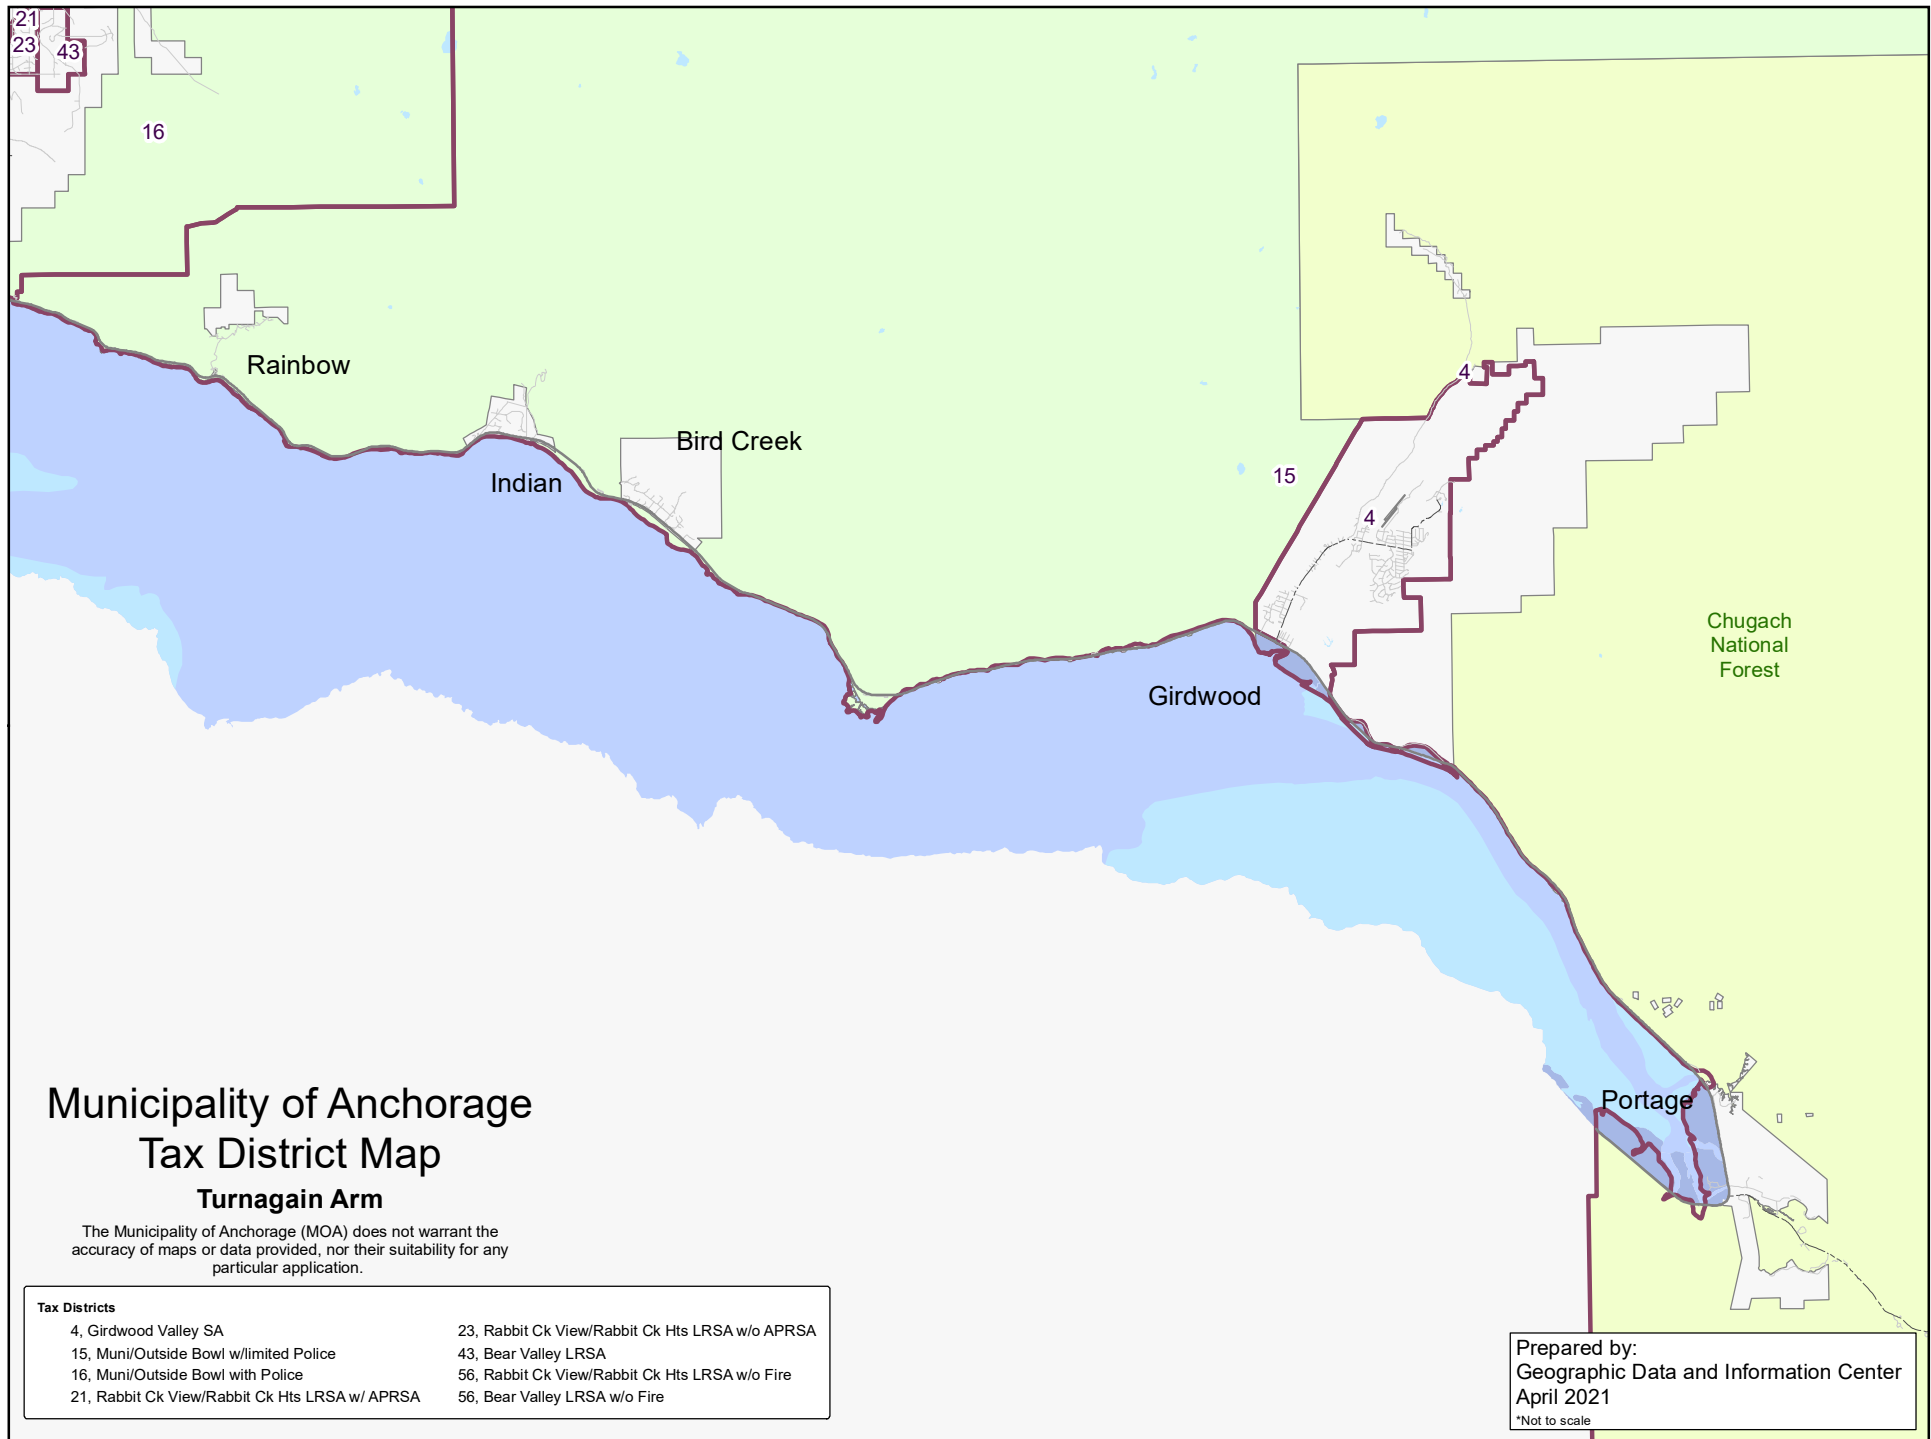 21
23
43
16
Rainbow
Indian
Bird Creek
15
4
4
Girdwood
Chugach
National
Forest
Portage
Municipality of Anchorage
Tax District Map
Turnagain Arm
The Municipality of Anchorage (MOA) does not warrant the
accuracy of maps or data provided, nor their suitability for any
particular application.
Tax Districts
4, Girdwood Valley SA
15, Muni/Outside Bowl w/limited Police
16, Muni/Outside Bowl with Police
21, Rabbit Ck View/Rabbit Ck Hts LRSA w/ APRSA
23, Rabbit Ck View/Rabbit Ck Hts LRSA w/o APRSA
43, Bear Valley LRSA
56, Rabbit Ck View/Rabbit Ck Hts LRSA w/o Fire
56, Bear Valley LRSA w/o Fire
Prepared by:
Geographic Data and Information Center
April 2021
*Not to scale